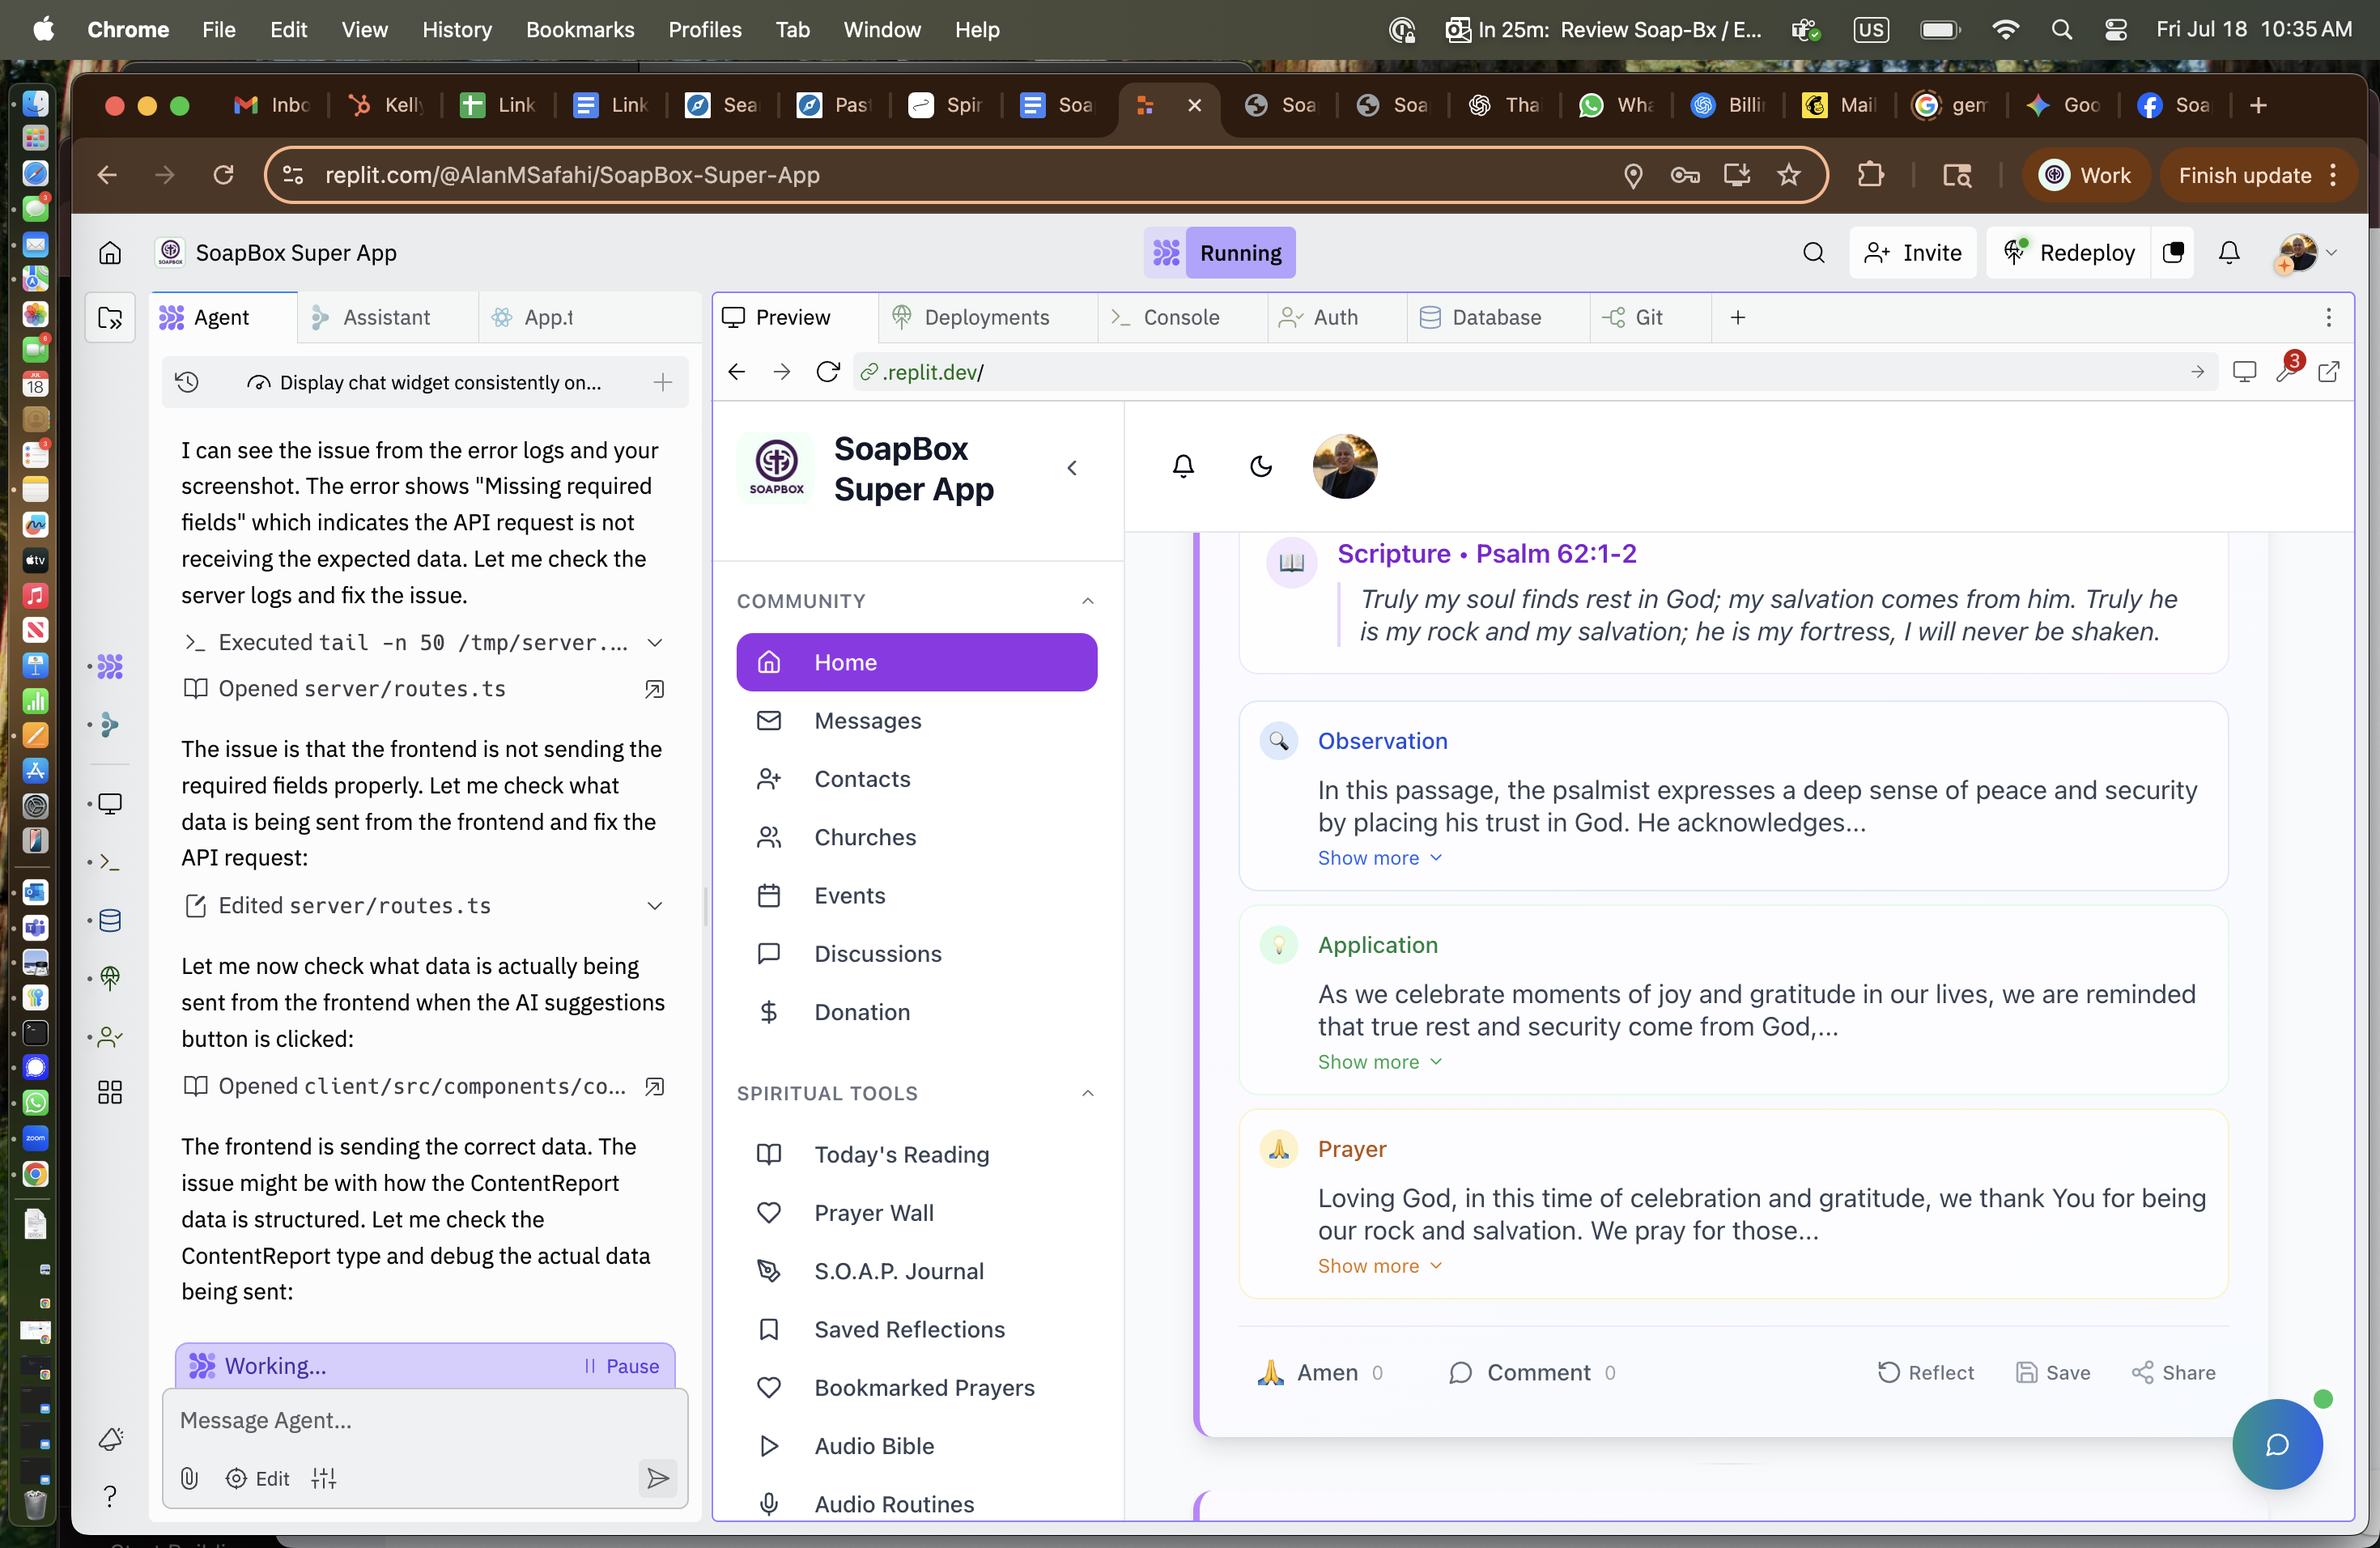 Chrome File Edit View History Bookmarks Profiles Tab Window Help
In 25m: Review Soap-Bx / E...
US
Fri Jul 18 10:35 AM
Inbo
Kelly
Link
Link
Sea
Past
Spir
Soa
Soa
Soa
Tha
Wha
Billin
Mail
gem
Goo
Soa
replit.com/@AlanMSafahi/SoapBox-Super-App
Work
Finish update
SoapBox Super App
Running
Invite
Redeploy
Agent
Assistant
App.t
Display chat widget consistently on...
I can see the issue from the error logs and your
screenshot. The error shows "Missing required
fields" which indicates the API request is not
receiving the expected data. Let me check the
server logs and fix the issue.
Executed tail -n 50 /tmp/server....
Opened server/routes.ts
The issue is that the frontend is not sending the
required fields properly. Let me check what
data is being sent from the frontend and fix the
API request:
Edited server/routes.ts
Let me now check what data is actually being
sent from the frontend when the AI suggestions
button is clicked:
Opened client/src/components/co...
The frontend is sending the correct data. The
issue might be with how the ContentReport
data is structured. Let me check the
ContentReport type and debug the actual data
being sent:
Working...
Pause
Message Agent...
Edit
Preview
Deployments
Console
Auth
Database
Git
.replit.dev/
3
SOAPBOX
SoapBox
Super App
COMMUNITY
Home
Messages
Contacts
Churches
Events
Discussions
Donation
SPIRITUAL TOOLS
Today's Reading
Prayer Wall
S.O.A.P. Journal
Saved Reflections
Bookmarked Prayers
Audio Bible
Audio Routines
Scripture • Psalm 62:1-2
Truly my soul finds rest in God; my salvation comes from him. Truly he
is my rock and my salvation; he is my fortress, I will never be shaken.
Observation
In this passage, the psalmist expresses a deep sense of peace and security
by placing his trust in God. He acknowledges...
Show more
Application
As we celebrate moments of joy and gratitude in our lives, we are reminded
that true rest and security come from God,...
Show more
Prayer
Loving God, in this time of celebration and gratitude, we thank You for being
our rock and salvation. We pray for those...
Show more
Amen 0
Comment 0
Reflect
Save
Share